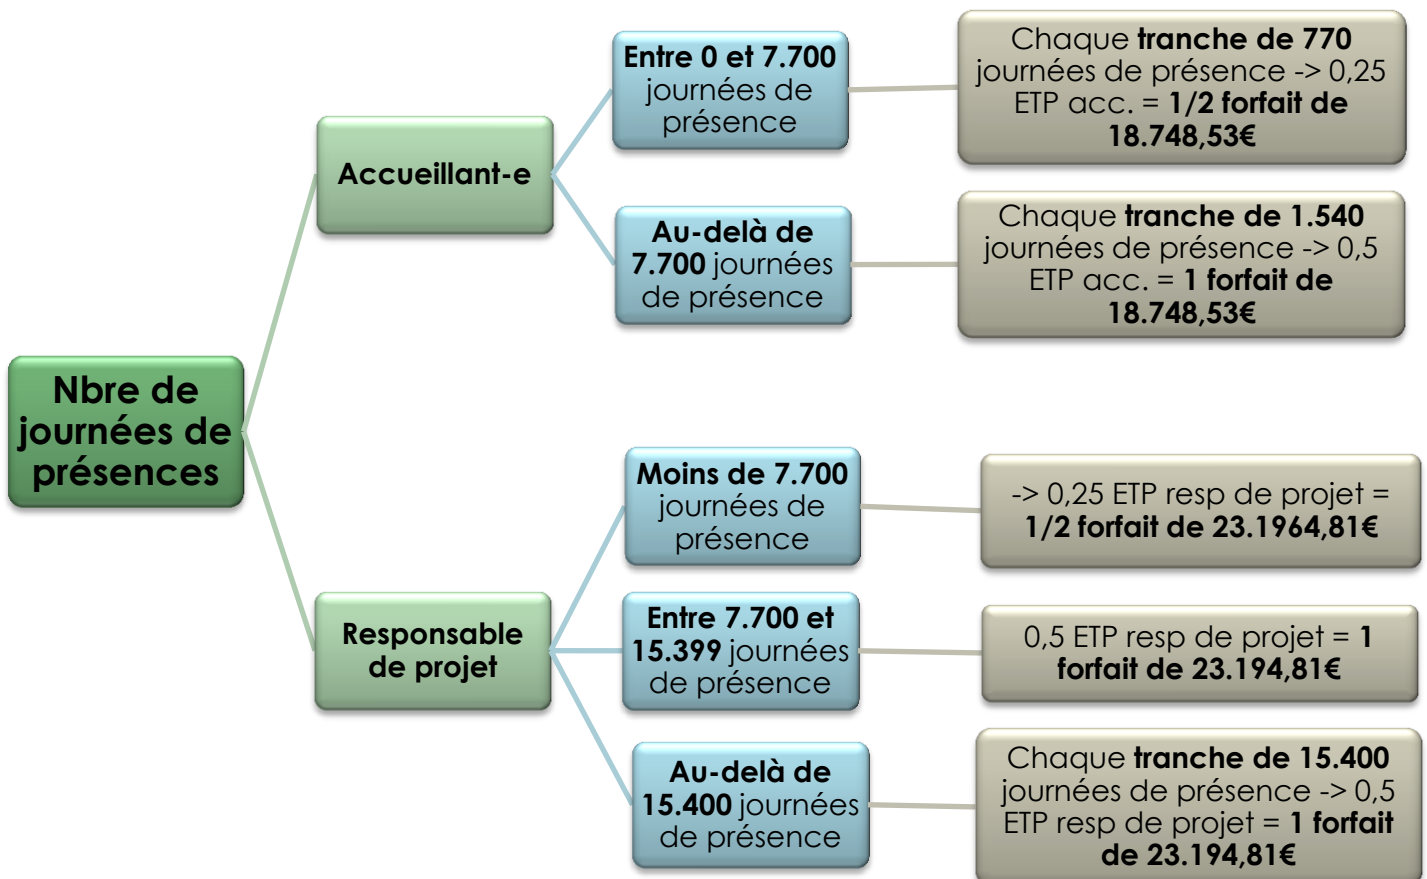 Nbre de
journées de
présences
Accueillant-e
Entre 0 et 7.700
journées de
présence
Chaque tranche de 770
journées de présence -> 0,25
ETP acc. = 1/2 forfait de
18.748,53€
Au-delà de
7.700 journées
de présence
Chaque tranche de 1.540
journées de présence -> 0,5
ETP acc. = 1 forfait de
18.748,53€
Responsable
de projet
Moins de 7.700
journées de
présence
-> 0,25 ETP resp de projet =
1/2 forfait de 23.1964,81€
Entre 7.700 et
15.399 journées
de présence
0,5 ETP resp de projet = 1
forfait de 23.194,81€
Au-delà de
15.400 journées
de présence
Chaque tranche de 15.400
journées de présence -> 0,5
ETP resp de projet = 1 forfait
de 23.194,81€